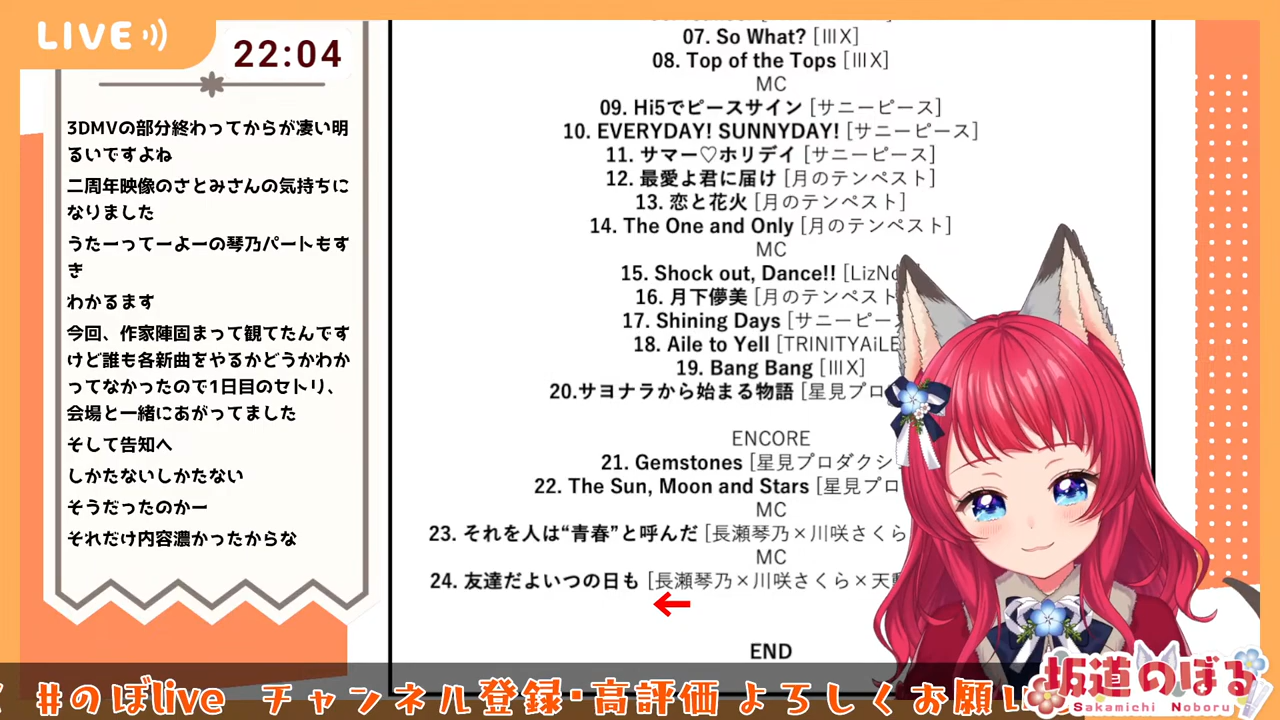 LIVE
22:04
3DMVの部分終わってからが凄い明
るいですよね
二周年映像のさとみさんの気持ちに
なりました
うたーってーよーの琴乃パートもす
き
わかるます
今回、作家陣固まって観てたんです
けど誰も各新曲をやるかどうかわか
ってなかったので1日目のセトリ、
会場と一緒にあがってました
そして告知へ
しかたないしかたない
そうだったのかー
それだけ内容濃かったからな
07. So What? [ⅢX]
08. Top of the Tops [ⅢX]
MC
09. Hi5でピースサイン [サニーピース]
10. EVERYDAY! SUNNYDAY! [サニーピース]
11. サマー♡ホリデイ [サニーピース]
12. 最愛よ君に届け [月のテンペスト]
13. 恋と花火 [月のテンペスト]
14. The One and Only [月のテンペスト]
MC
15. Shock out, Dance!! [LizNo
16. 月下儚美 [月のテンペスト
17. Shining Days [サニーピー
18. Aile to Yell [TRINITYAiLE
19. Bang Bang [ⅢX]
20.サヨナラから始まる物語 [星見プロ
ENCORE
21. Gemstones [星見プロダクシ
22. The Sun, Moon and Stars [星見プロ
MC
23. それを人は“青春”と呼んだ [長瀬琴乃×川咲さくら
MC
24. 友達だよいつの日も [長瀬琴乃×川咲さくら×天
END
#のぼlive チャンネル登録・高評価 よろしくお願い
坂道のぼる
Sakamichi Noboru